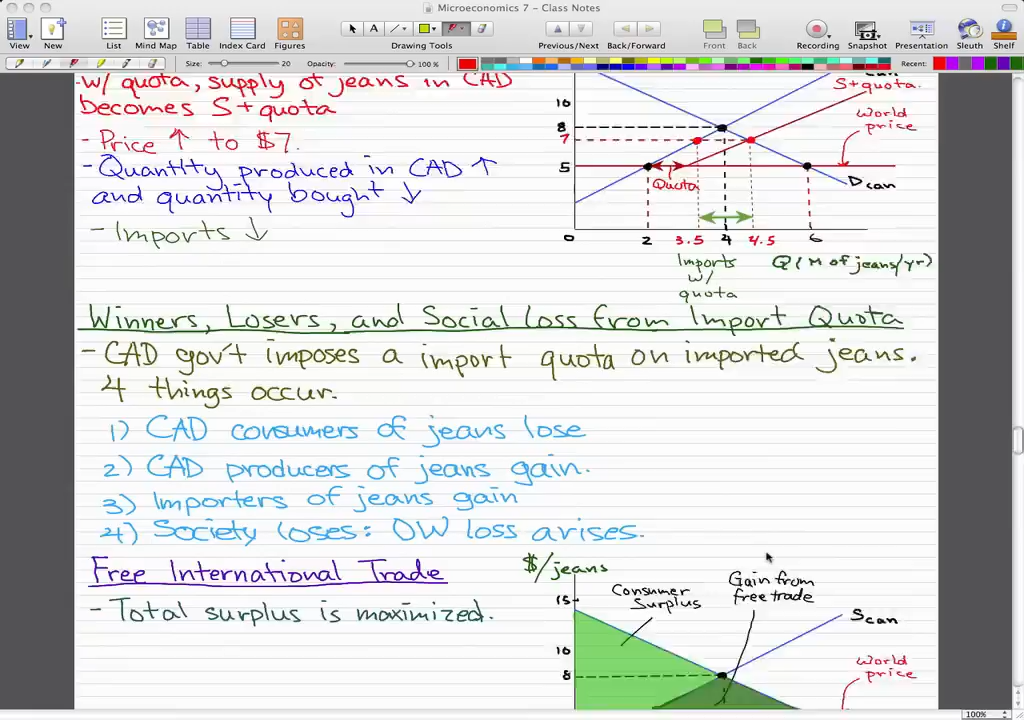 Microeconomics 7 - Class Notes
View New List Mind Map Table Index Card Figures Drawing Tools Previous/Next Back/Forward Front Back Recording Snapshot Presentation Sleuth Shelf
Size: 20 Opacity: 100 % Color: Recent:
- w/ quota, supply of jeans in CAD
becomes S + quota
- Price ↑ to $7.
- Quantity produced in CAD ↑
and quantity bought ↓
- Imports ↓
S+quota
10
World
price
8
7
5
Quota
Dcan
0 2 3.5 4 4.5 6
Imports
w/
quota
Q (M of jeans/yr)
Winners, Losers, and Social Loss from Import Quota
- CAD gov't imposes a import quota on imported jeans.
4 things occur.
1) CAD consumers of jeans lose
2) CAD producers of jeans gain.
3) Importers of jeans gain
4) Society loses: DW loss arises.
Free International Trade
- Total surplus is maximized.
$/jeans
15
Consumer
Surplus
Gain from
free trade
Scan
10
World
price
8
100%